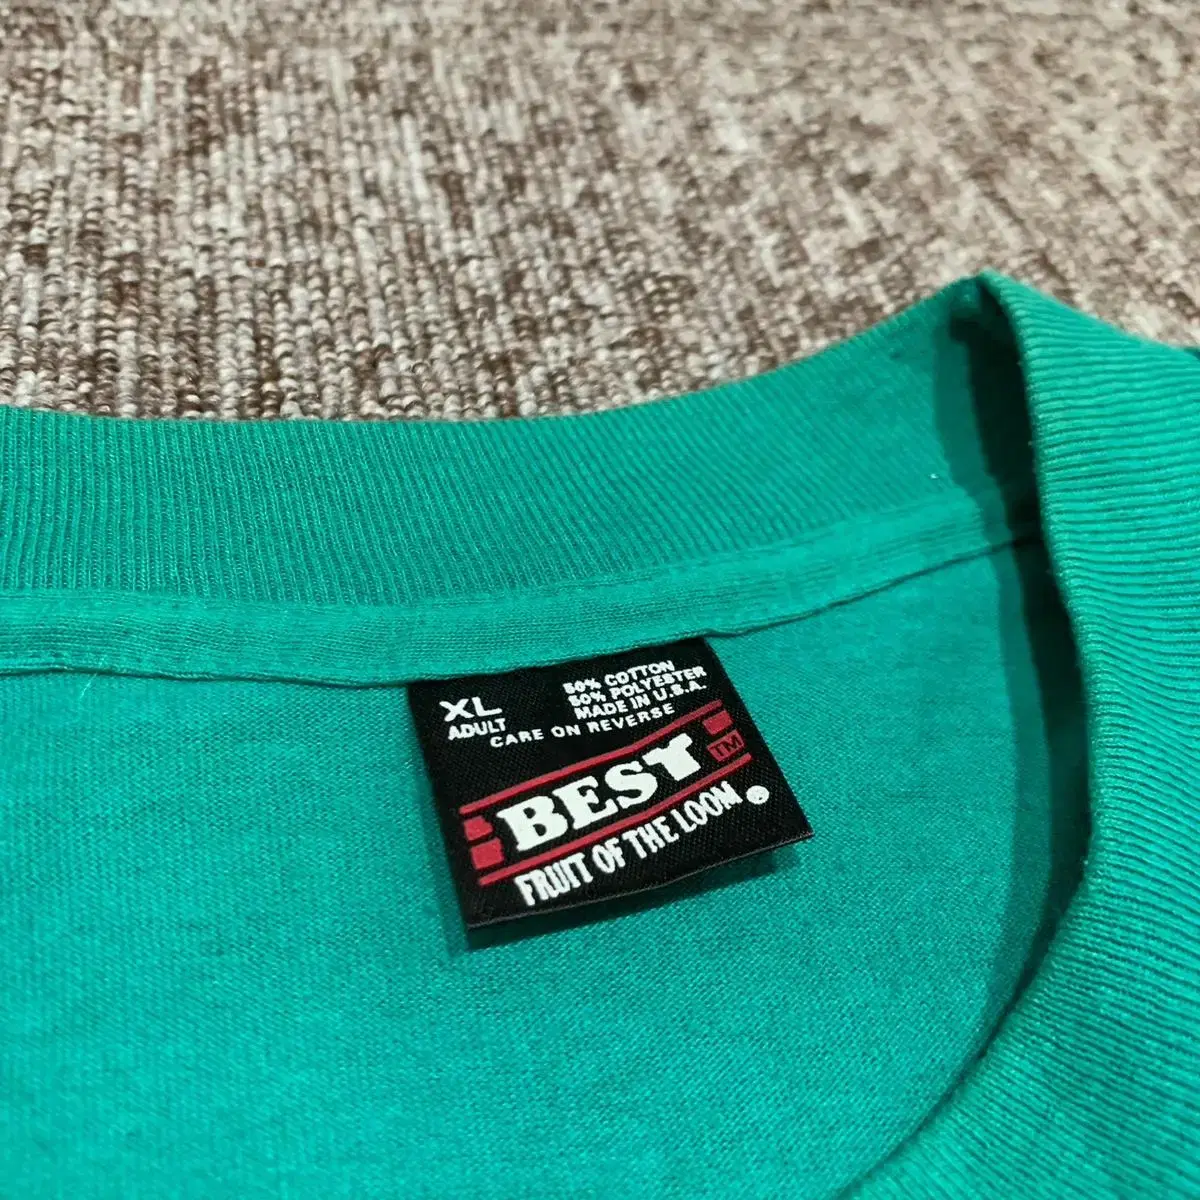 XL
ADULT
50% COTTON
50% POLYESTER
MADE IN U.S.A.
CARE ON REVERSE
BEST TM
FRUIT OF THE LOOM ®